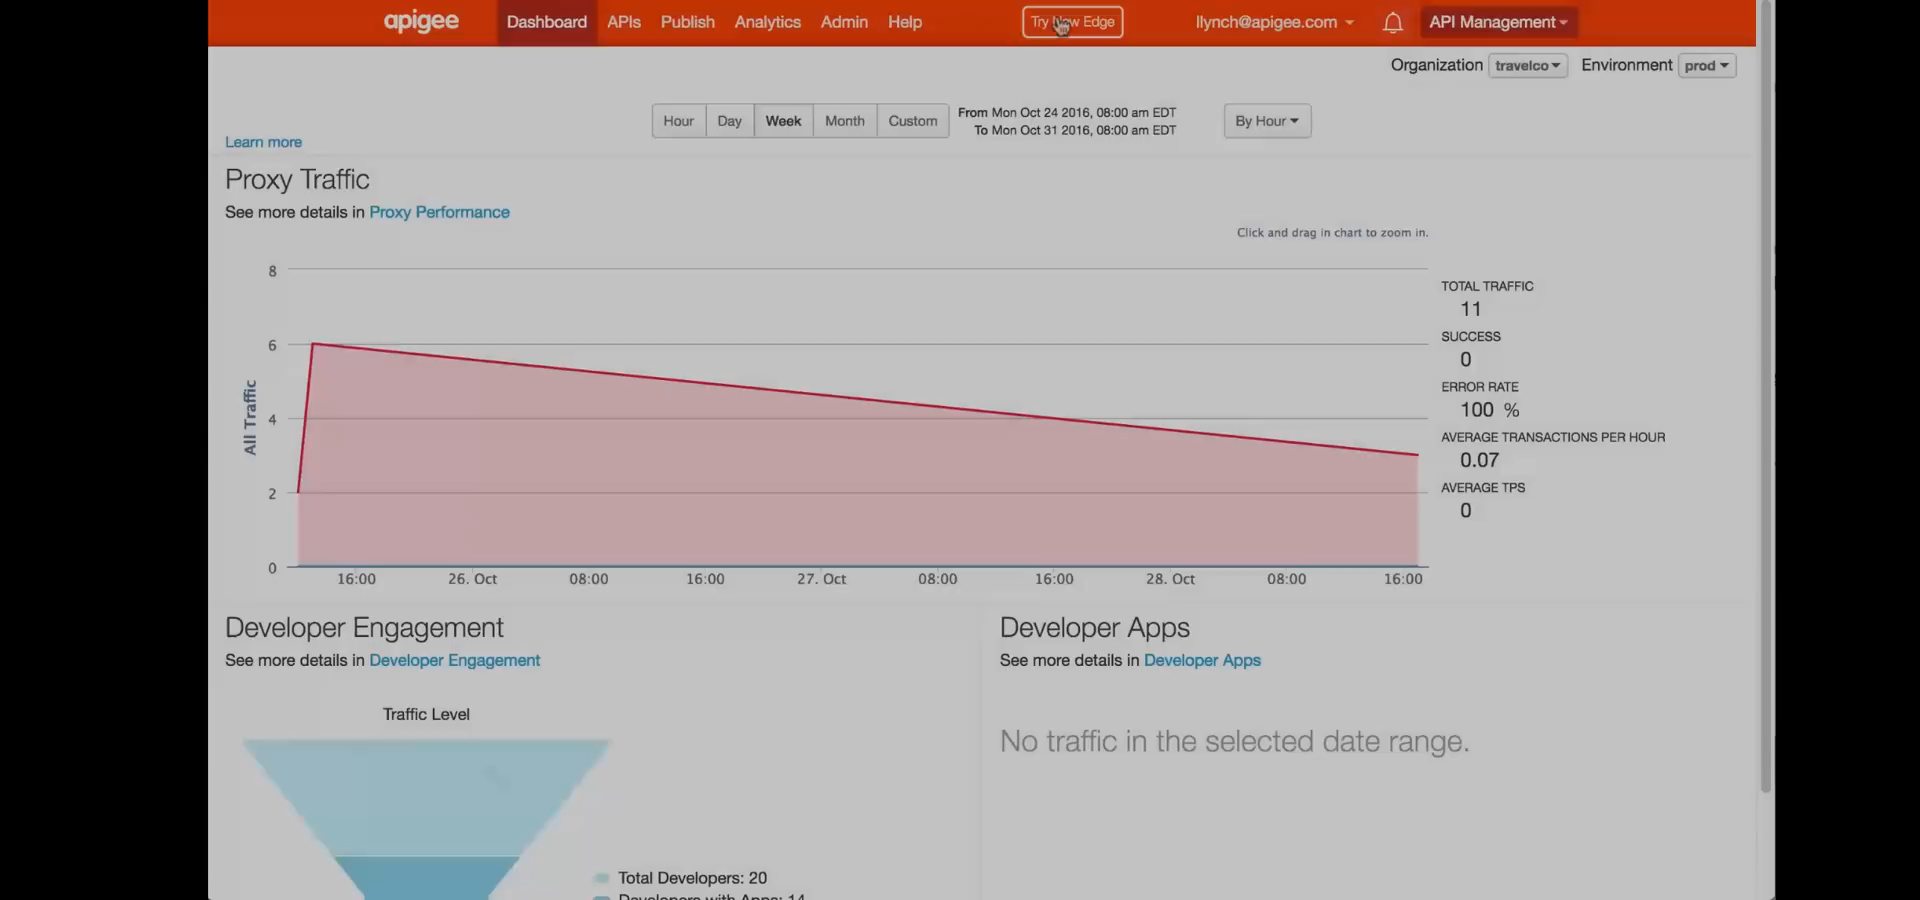 apigee Dashboard APIs Publish Analytics Admin Help Try New Edge llynch@apigee.com API Management
Organization travelco Environment prod
Hour Day Week Month Custom From Mon Oct 24 2016, 08:00 am EDT By Hour
To Mon Oct 31 2016, 08:00 am EDT
Learn more
Proxy Traffic
See more details in Proxy Performance
Click and drag in chart to zoom in.
8
6
4
2
0
All Traffic
16:00 26. Oct 08:00 16:00 27. Oct 08:00 16:00 28. Oct 08:00 16:00
TOTAL TRAFFIC
11
SUCCESS
0
ERROR RATE
100 %
AVERAGE TRANSACTIONS PER HOUR
0.07
AVERAGE TPS
0
Developer Engagement
See more details in Developer Engagement
Traffic Level
Total Developers: 20
Developers with Apps: 14
Developer Apps
See more details in Developer Apps
No traffic in the selected date range.